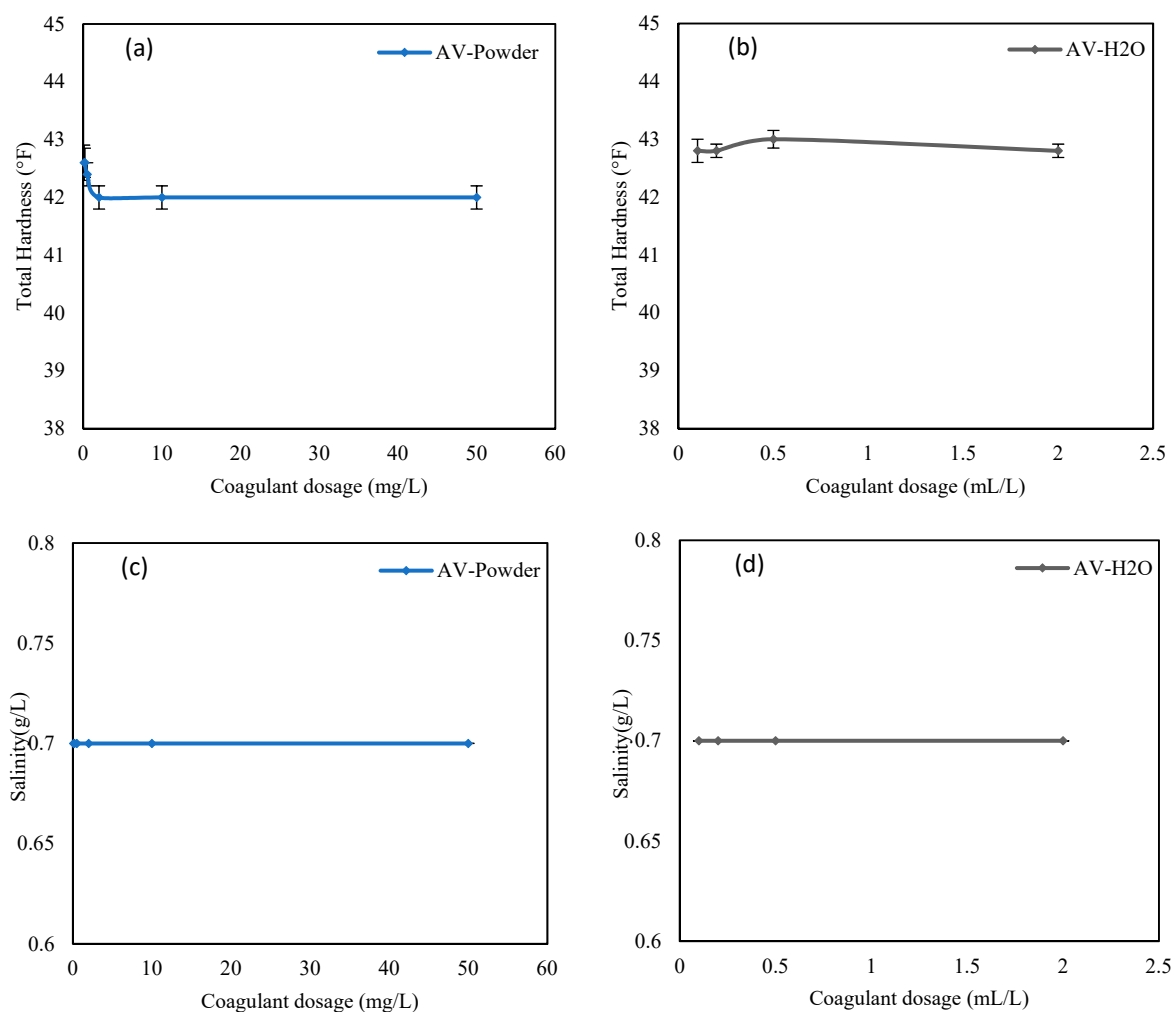 (a)
AV-Powder
45
44
43
42
41
40
39
38
Total Hardness (°F)
0 10 20 30 40 50 60
Coagulant dosage (mg/L)
(b)
AV-H2O
45
44
43
42
41
40
39
38
Total Hardness (°F)
0 0.5 1 1.5 2 2.5
Coagulant dosage (mL/L)
(c)
AV-Powder
0.8
0.75
0.7
0.65
0.6
Salinity(g/L)
0 10 20 30 40 50 60
Coagulant dosage (mg/L)
(d)
AV-H2O
0.8
0.75
0.7
0.65
0.6
Salinity(g/L)
0 0.5 1 1.5 2 2.5
Coagulant dosage (mL/L)